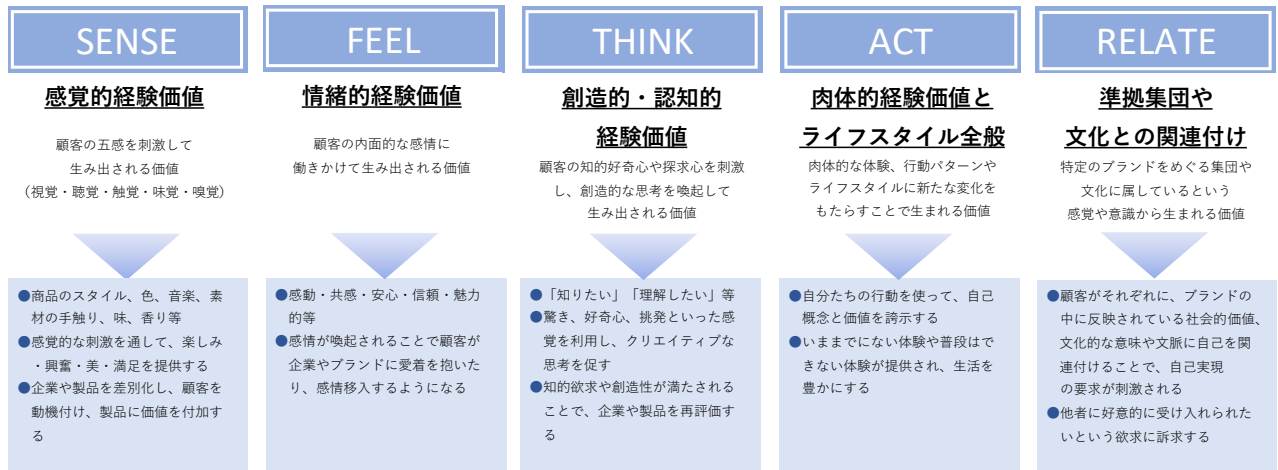 SENSE
感覚的経験価値
顧客の五感を刺激して
生み出される価値
（視覚・聴覚・触覚・味覚・嗅覚）
●商品のスタイル、色、音楽、素
材の手触り、味、香り等
●感覚的な刺激を通して、楽しみ
・興奮・美・満足を提供する
●企業や製品を差別化し、顧客を
動機付け、製品に価値を付加す
る
FEEL
情緒的経験価値
顧客の内面的な感情に
働きかけて生み出される価値
●感動・共感・安心・信頼・魅力
的等
●感情が喚起されることで顧客が
企業やブランドに愛着を抱いた
り、感情移入するようになる
THINK
創造的・認知的
経験価値
顧客の知的好奇心や探求心を刺激
し、創造的な思考を喚起して
生み出される価値
●「知りたい」「理解したい」等
●驚き、好奇心、挑発といった感
覚を利用し、クリエイティブな
思考を促す
●知的欲求や創造性が満たされる
ことで、企業や製品を再評価す
る
ACT
肉体的経験価値と
ライフスタイル全般
肉体的な体験、行動パターンや
ライフスタイルに新たな変化を
もたらすことで生まれる価値
●自分たちの行動を使って、自己
概念と価値を誇示する
●いままでにない体験や普段はで
きない体験が提供され、生活を
豊かにする
RELATE
準拠集団や
文化との関連付け
特定のブランドをめぐる集団や
文化に属しているという
感覚や意識から生まれる価値
●顧客がそれぞれに、ブランドの
中に反映されている社会的価値、
文化的な意味や文脈に自己を関
連付けることで、自己実現
の要求が刺激される
●他者に好意的に受け入れられた
いという欲求に訴求する